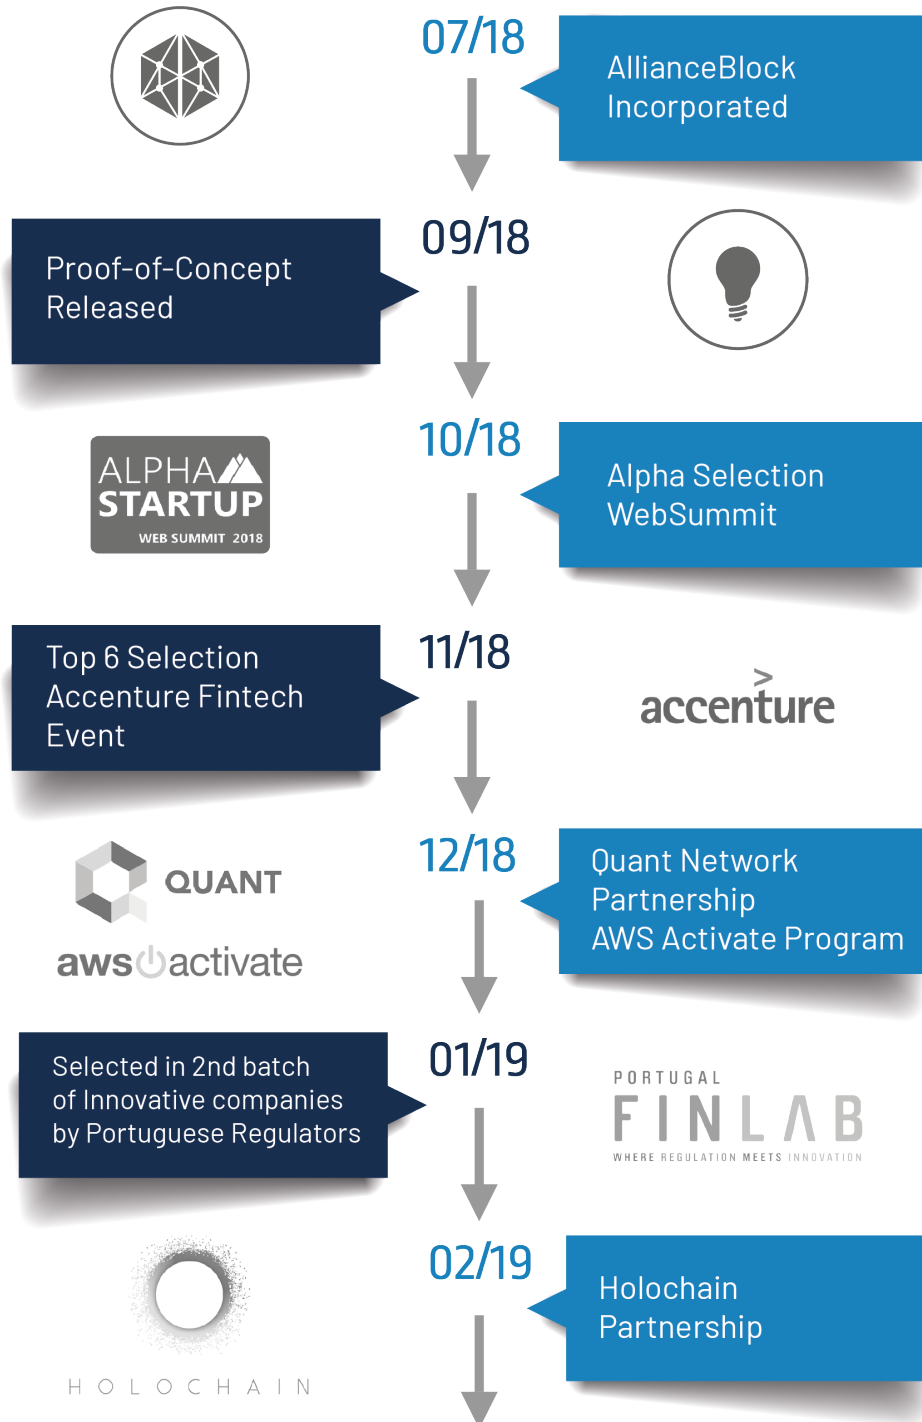 07/18
AllianceBlock
Incorporated
09/18
Proof-of-Concept
Released
10/18
ALPHA
STARTUP
WEB SUMMIT 2018
Alpha Selection
WebSummit
11/18
Top 6 Selection
Accenture Fintech
Event
>
accenture
12/18
QUANT
aws activate
Quant Network
Partnership
AWS Activate Program
01/19
Selected in 2nd batch
of Innovative companies
by Portuguese Regulators
PORTUGAL
FINLAB
WHERE REGULATION MEETS INNOVATION
02/19
HOLOCHAIN
Holochain
Partnership